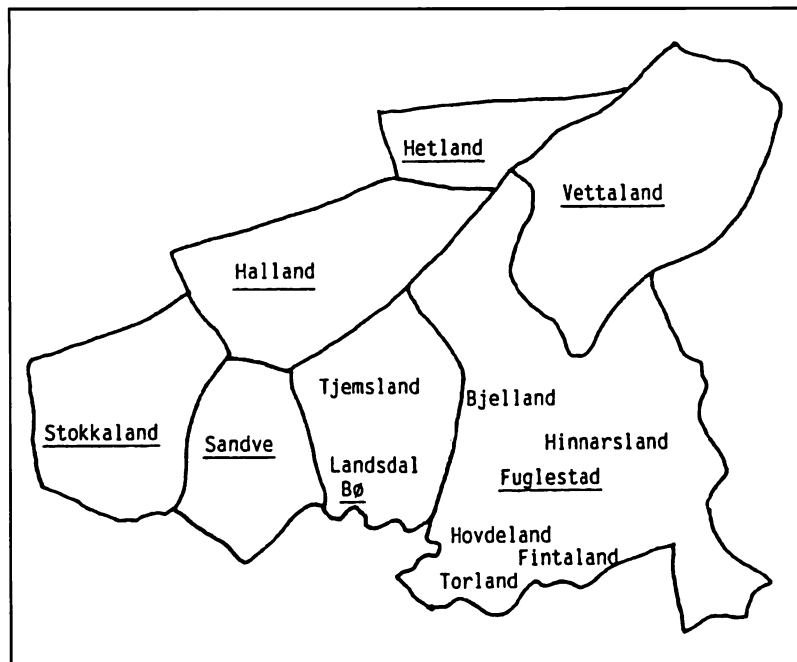 Hetland
Vettaland
Halland
Tjemsland
Bjelland
Stokkaland
Sandve
Hinnarsland
Landsdal
Bø
Fuglestad
Hovdeland
Fintaland
Torland